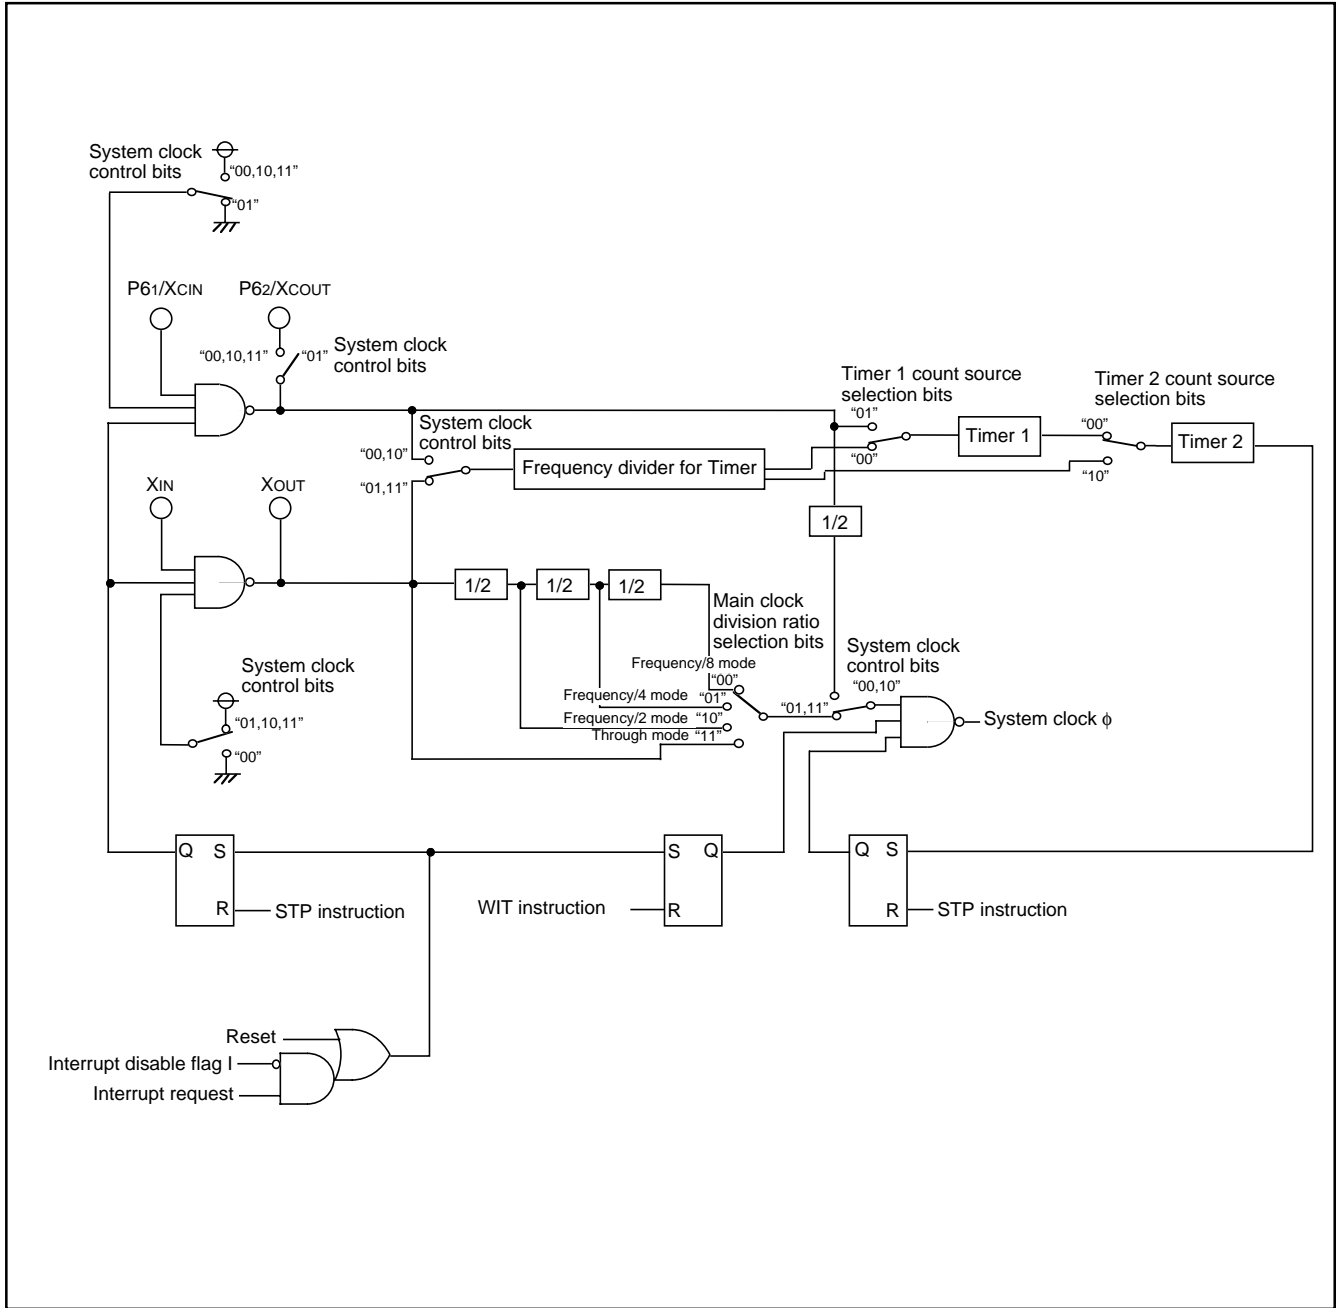 System clock
control bits
“00,10,11”
“01”
P61/XCIN
P62/XCOUT
“00,10,11”
“01”
System clock
control bits
Timer 1 count source
selection bits
Timer 2 count source
selection bits
“01”
“00”
Timer 1
“00”
“10”
Timer 2
System clock
control bits
“00,10”
“01,11”
Frequency divider for Timer
XIN
XOUT
1/2
1/2
1/2
1/2
Main clock
division ratio
selection bits
Frequency/8 mode
“00”
Frequency/4 mode “01”
Frequency/2 mode “10”
Through mode “11”
System clock
control bits
“00,10”
“01,11”
System clock ϕ
System clock
control bits
“01,10,11”
“00”
Q S
R
STP instruction
S Q
WIT instruction
R
Q S
R
STP instruction
Reset
Interrupt disable flag I
Interrupt request